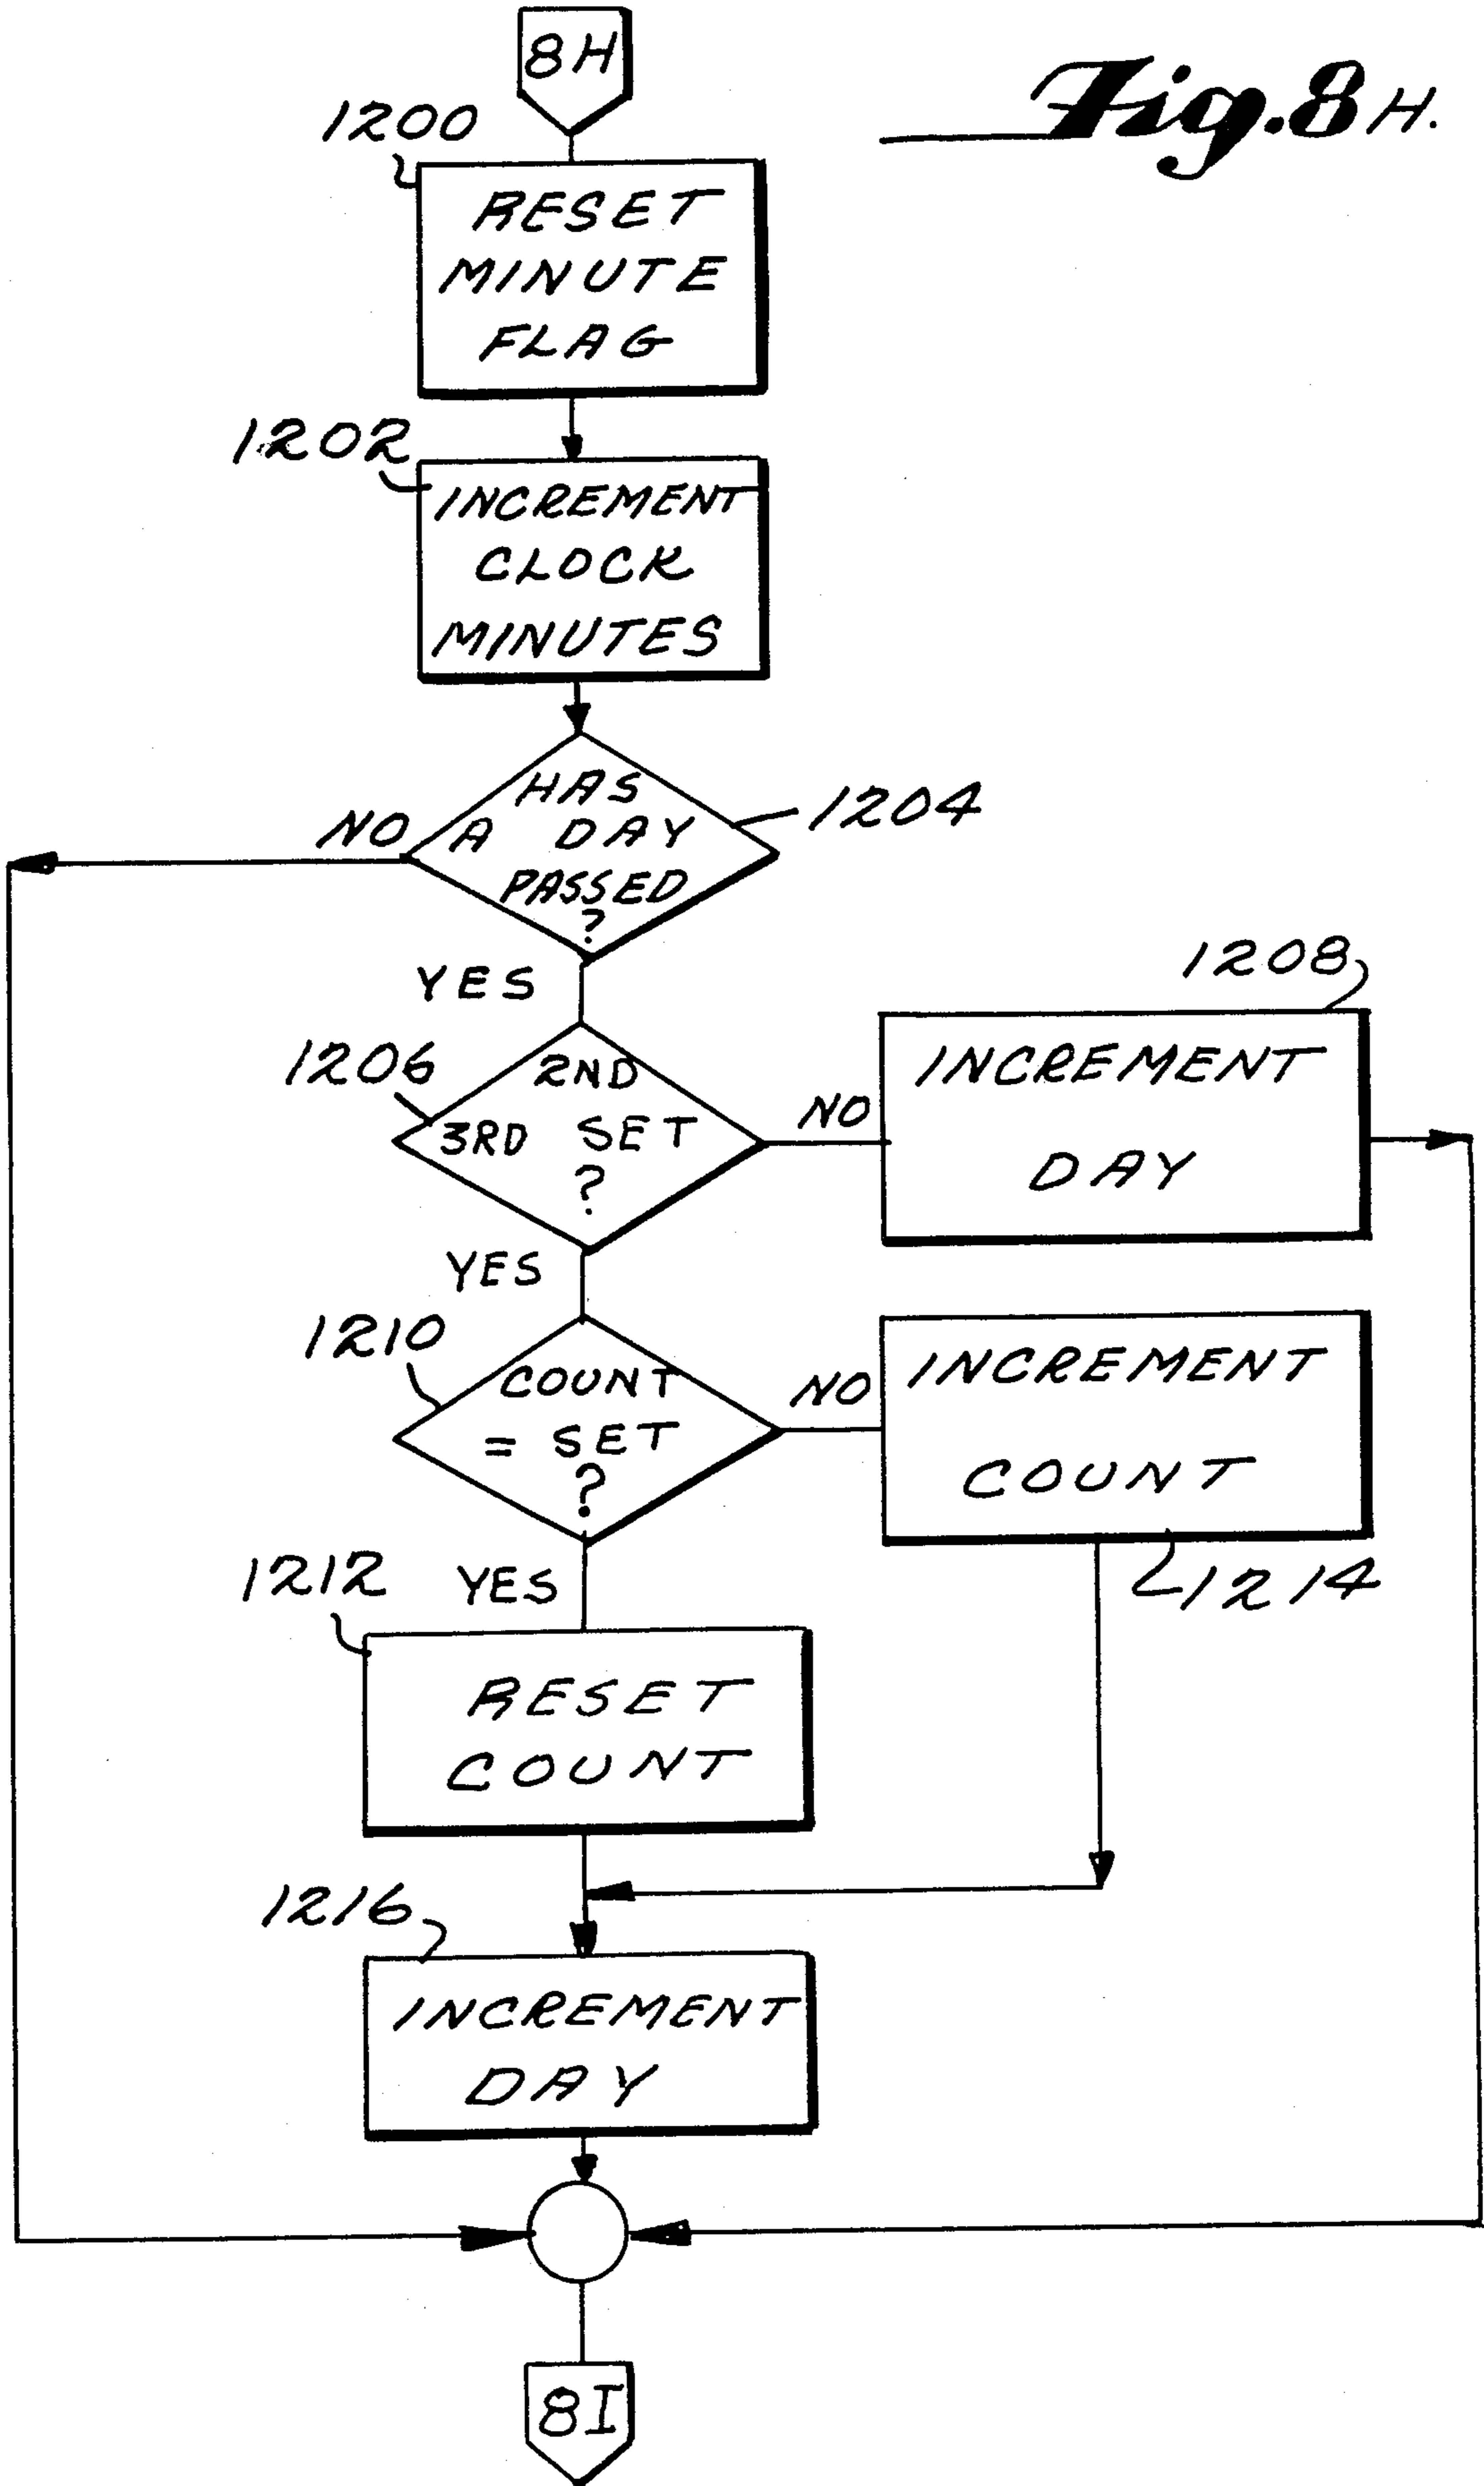 8H
Fig. 8H.
1200
RESET
MINUTE
FLAG
1202
INCREMENT
CLOCK
MINUTES
HAS
A DAY
PASSED
?
1204
NO
YES
1206
2ND
3RD SET
?
NO
1208
INCREMENT
DAY
YES
1210
COUNT
= SET
?
NO
INCREMENT
COUNT
1214
YES
1212
RESET
COUNT
1216
INCREMENT
DAY
8I